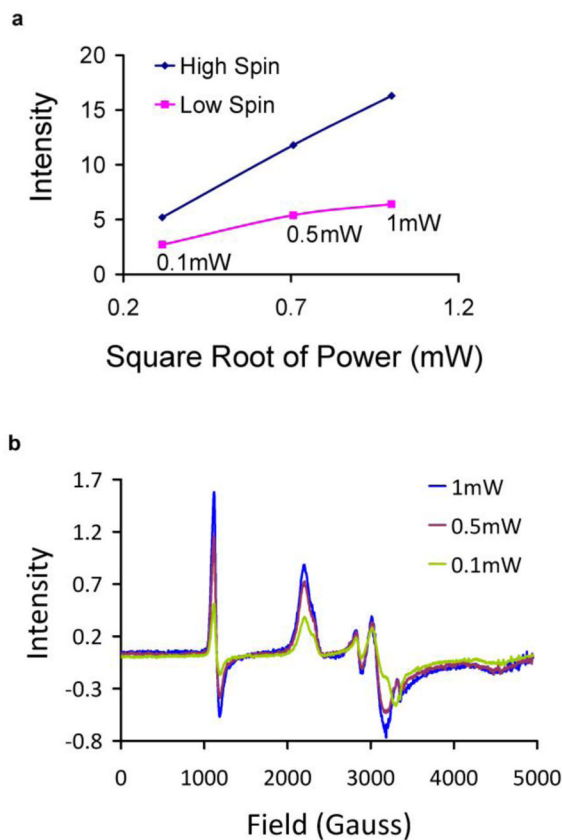 a
20
15
10
5
0
Intensity
High Spin
Low Spin
0.1mW
0.5mW
1mW
0.2
0.7
1.2
Square Root of Power (mW)
b
1.7
1.2
0.7
0.2
-0.3
-0.8
Intensity
1mW
0.5mW
0.1mW
0
1000
2000
3000
4000
5000
Field (Gauss)